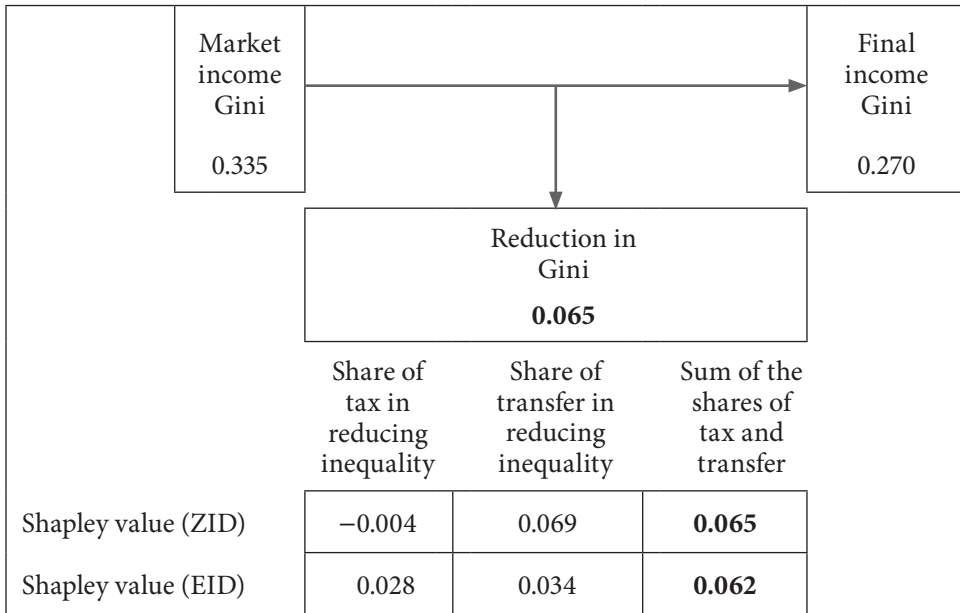 Market
income
Gini
0.335
Final
income
Gini
0.270
Reduction in
Gini
0.065
Share of
tax in
reducing
inequality
Share of
transfer in
reducing
inequality
Sum of the
shares of
tax and
transfer
Shapley value (ZID) −0.004 0.069 0.065
Shapley value (EID) 0.028 0.034 0.062